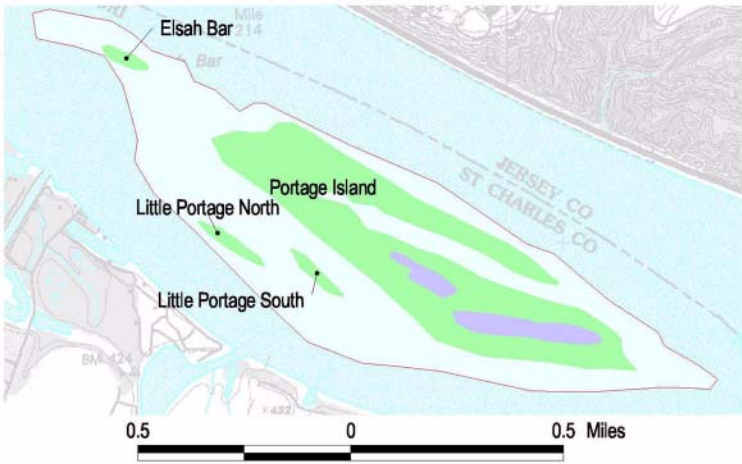 Elsah Bar
Mile
214
Bar
JERSEY CO
ST CHARLES CO
Portage Island
Little Portage North
Little Portage South
BM 424
432
0.5 0 0.5 Miles